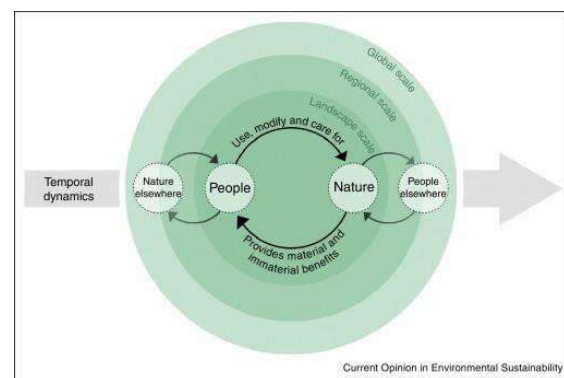 Global scale
Regional scale
Landscape scale
Use, modify and care for
Temporal
dynamics
Nature
elsewhere
People
Nature
People
elsewhere
Provides material and
immaterial benefits
Current Opinion in Environmental Sustainability